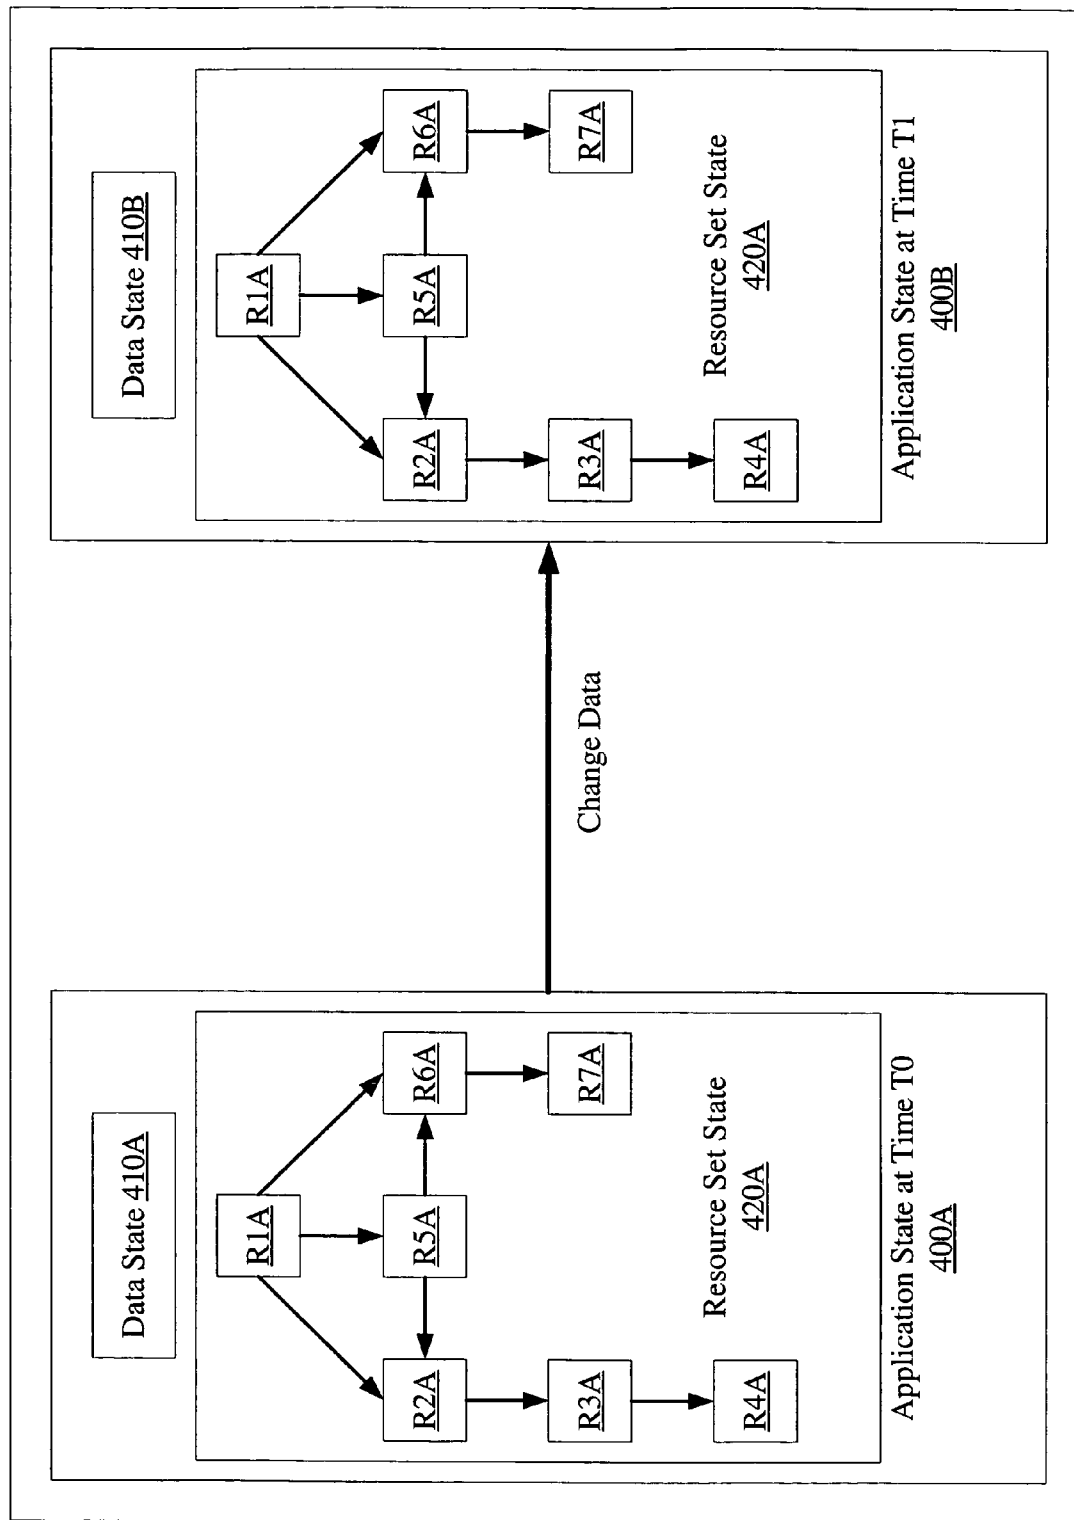 Data State 410A
R1A
R2A
R5A
R6A
R3A
R7A
R4A
Resource Set State
420A
Application State at Time T0
400A
Change Data
Data State 410B
R1A
R2A
R5A
R6A
R3A
R7A
R4A
Resource Set State
420A
Application State at Time T1
400B